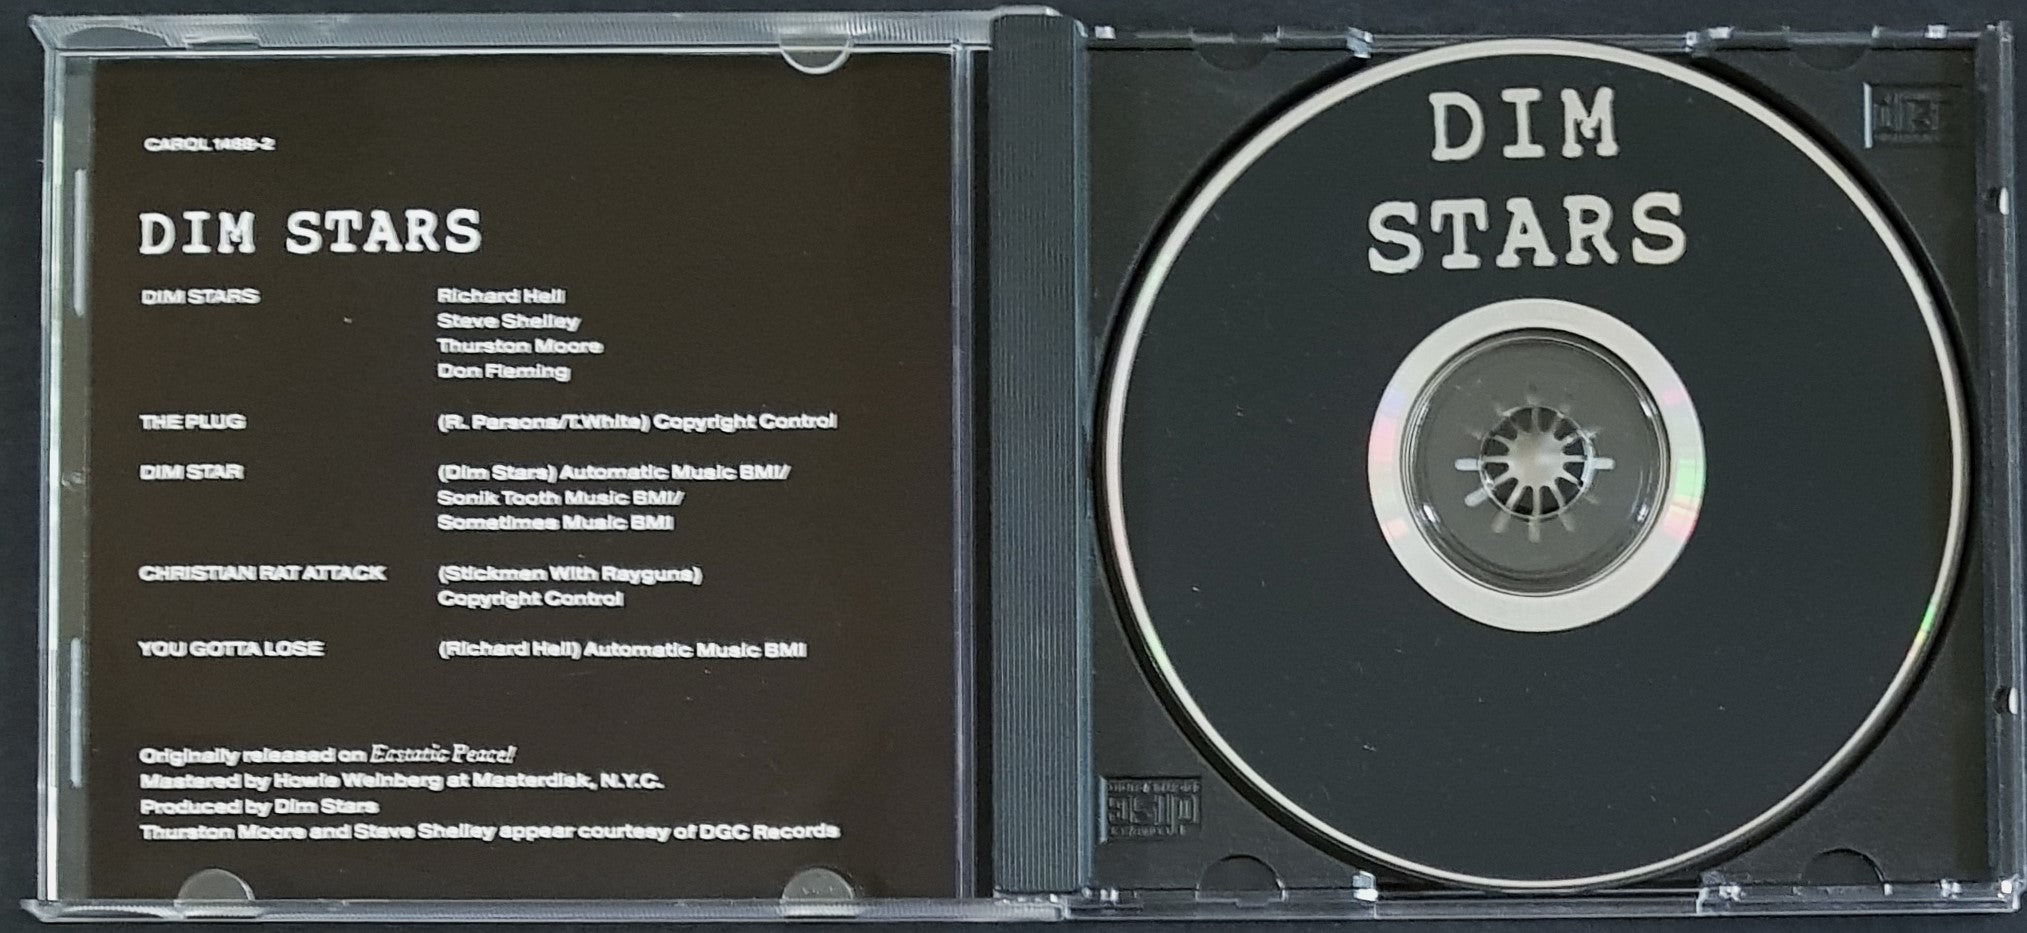 CAROL 1488-2
DIM STARS
DIM STARS Richard Hell
Steve Shelley
Thurston Moore
Don Fleming
THE PLUG (R. Parsons/T.White) Copyright Control
DIM STAR (Dim Stars) Automatic Music BMI/
Sonik Tooth Music BMI/
Sometimes Music BMI
CHRISTIAN RAT ATTACK (Stickmen With Rayguns)
Copyright Control
YOU GOTTA LOSE (Richard Hell) Automatic Music BMI
Originally released on Ecstatic Peace!
Mastered by Howie Weinberg at Masterdisk, N.Y.C.
Produced by Dim Stars
Thurston Moore and Steve Shelley appear courtesy of DGC Records
DIM
STARS